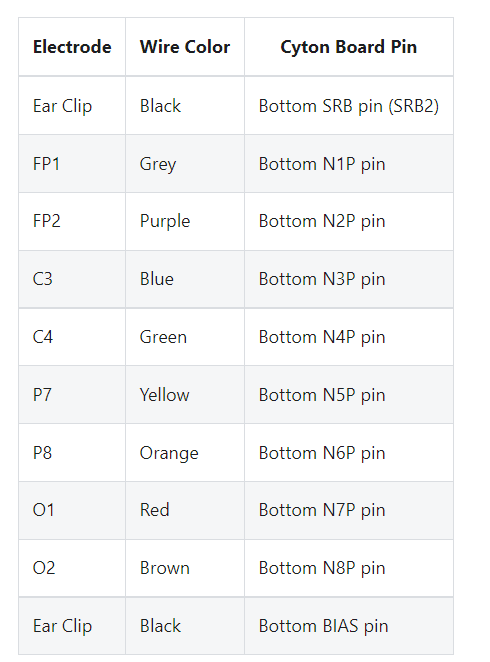 Electrode Wire Color Cyton Board Pin
Ear Clip Black Bottom SRB pin (SRB2)
FP1 Grey Bottom N1P pin
FP2 Purple Bottom N2P pin
C3 Blue Bottom N3P pin
C4 Green Bottom N4P pin
P7 Yellow Bottom N5P pin
P8 Orange Bottom N6P pin
O1 Red Bottom N7P pin
O2 Brown Bottom N8P pin
Ear Clip Black Bottom BIAS pin